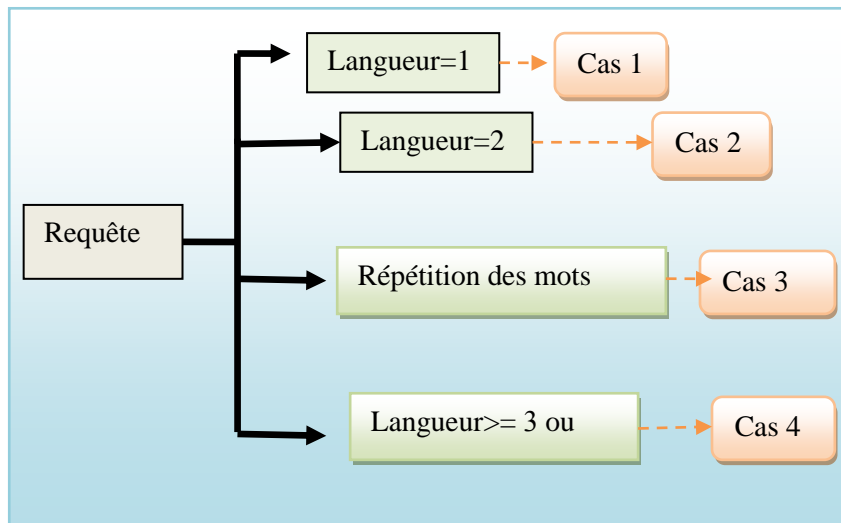 Langueur=1
Cas 1
Langueur=2
Cas 2
Requête
Répétition des mots
Cas 3
Langueur>= 3 ou
Cas 4